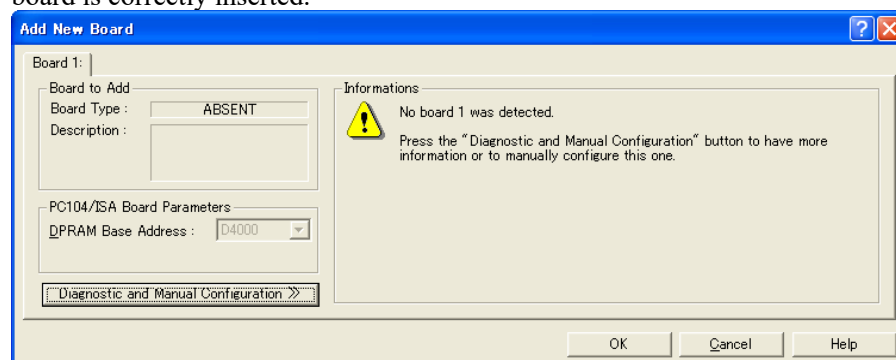 board is correctly inserted.
Add New Board
Board 1:
Board to Add
Board Type : ABSENT
Description :
PC104/ISA Board Parameters
DPRAM Base Address : D4000
Diagnostic and Manual Configuration >>
Informations
No board 1 was detected.
Press the "Diagnostic and Manual Configuration" button to have more
information or to manually configure this one.
OK Cancel Help